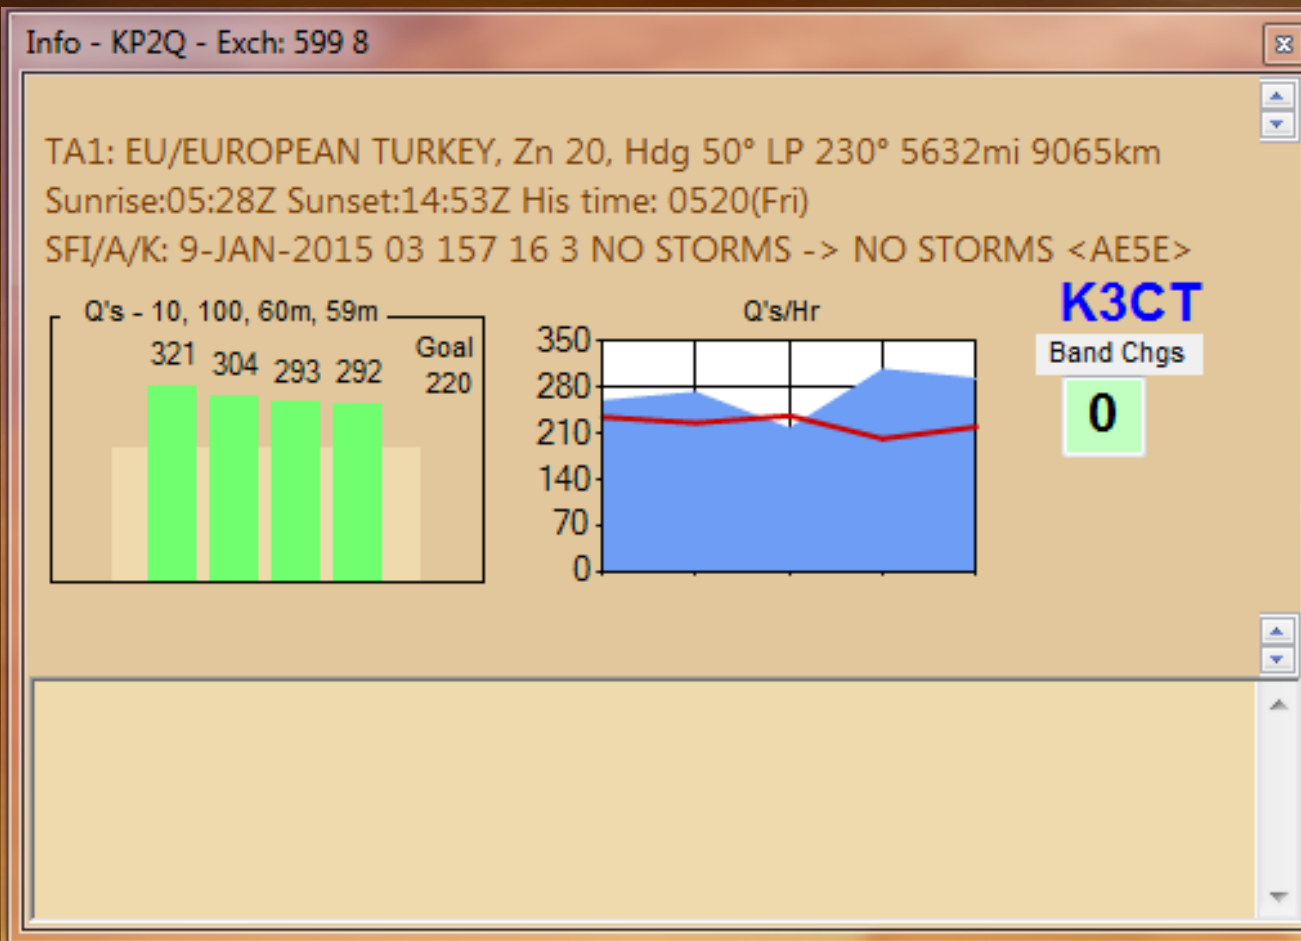 Info - KP2Q - Exch: 599 8
TA1: EU/EUROPEAN TURKEY, Zn 20, Hdg 50° LP 230° 5632mi 9065km
Sunrise:05:28Z Sunset:14:53Z His time: 0520(Fri)
SFI/A/K: 9-JAN-2015 03 157 16 3 NO STORMS -> NO STORMS <AE5E>
Q's - 10, 100, 60m, 59m
321 304 293 292
Goal
220
Q's/Hr
350
280
210
140
70
0
K3CT
Band Chgs
0